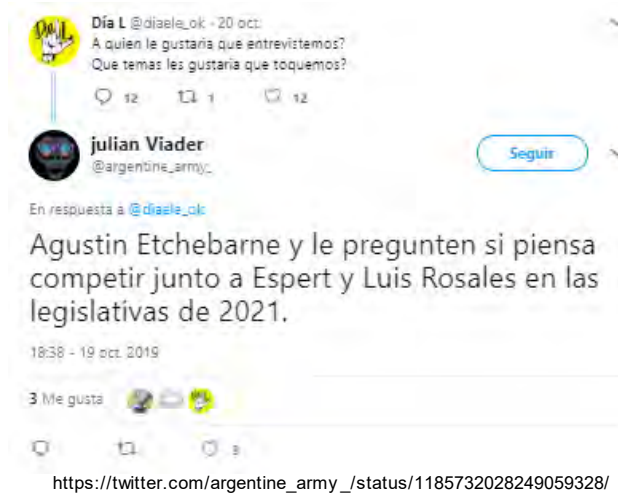 Día L @diaele_ok · 20 oct.
A quien le gustaria que entrevistemos?
Que temas les gustaria que toquemos?
12 1 12
julian Viader
@argentine_army_
Seguir
En respuesta a @diaele_ok
Agustin Etchebarne y le pregunten si piensa
competir junto a Espert y Luis Rosales en las
legislatívas de 2021.
18:38 - 19 oct. 2019
3 Me gusta
3
https://twitter.com/argentine_army_/status/1185732028249059328/